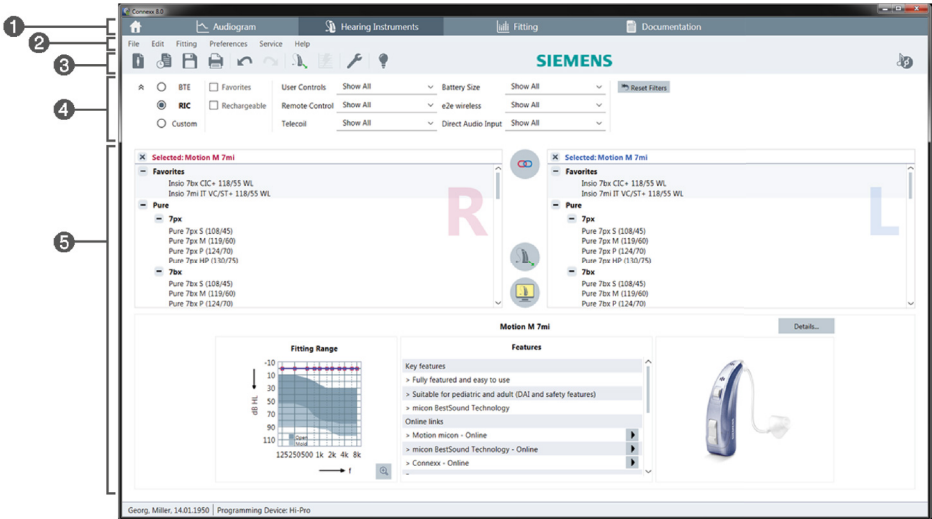 Connexx 8.0
1
Audiogram
Hearing Instruments
Fitting
Documentation
2
File Edit Fitting Preferences Service Help
3
SIEMENS
4
BTE Favorites User Controls Show All Battery Size Show All Reset Filters
RIC Rechargeable Remote Control Show All e2e wireless Show All
Custom Telecoil Show All Direct Audio Input Show All
5
Selected: Motion M 7mi
Favorites
Insio 7bx CIC+ 118/55 WL
Insio 7mi IT VC/ST+ 118/55 WL
Pure
7px
Pure 7px S (108/45)
Pure 7px M (119/60)
Pure 7px P (124/70)
Pure 7px HP (130/75)
7bx
Pure 7bx S (108/45)
Pure 7bx M (119/60)
Pure 7bx P (124/70)
R
Selected: Motion M 7mi
Favorites
Insio 7bx CIC+ 118/55 WL
Insio 7mi IT VC/ST+ 118/55 WL
Pure
7px
Pure 7px S (108/45)
Pure 7px M (119/60)
Pure 7px P (124/70)
Pure 7px HP (130/75)
7bx
Pure 7bx S (108/45)
Pure 7bx M (119/60)
Pure 7bx P (124/70)
L
Motion M 7mi
Details...
Fitting Range
-10
10
30
50
70
90
110
dB HL
Open
Mold
125250500 1k 2k 4k 8k
f
Features
Key features
> Fully featured and easy to use
> Suitable for pediatric and adult (DAI and safety features)
> micon BestSound Technology
Online links
> Motion micon - Online
> micon BestSound Technology - Online
> Connexx - Online
SIEMENS
Georg, Miller, 14.01.1950 Programming Device: Hi-Pro